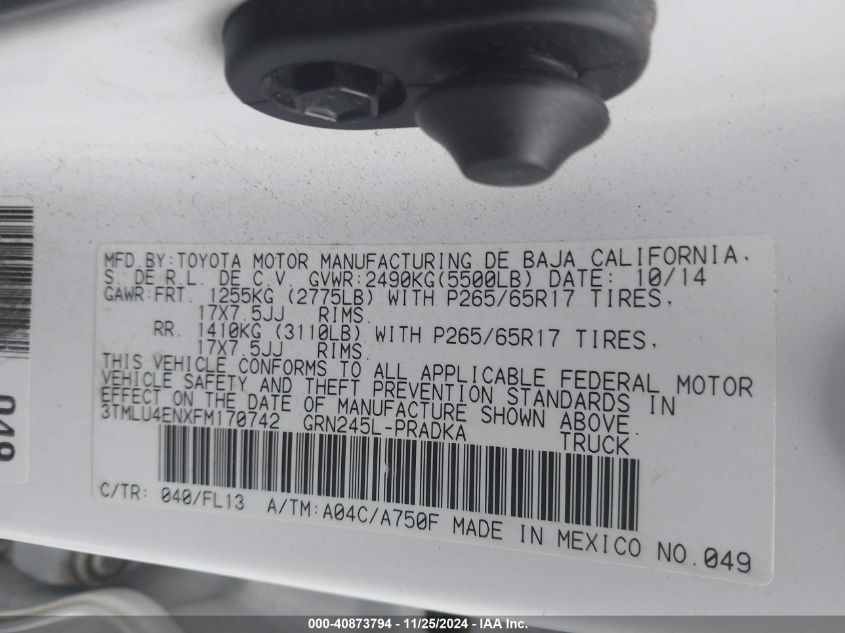 MFD.BY:TOYOTA MOTOR MANUFACTURING DE BAJA CALIFORNIA,
S. DE R.L. DE C.V. GVWR:2490KG(5500LB) DATE: 10/14
GAWR:FRT. 1255KG (2775LB) WITH P265/65R17 TIRES,
17X7.5JJ RIMS.
RR. 1410KG (3110LB) WITH P265/65R17 TIRES,
17X7.5JJ RIMS.
THIS VEHICLE CONFORMS TO ALL APPLICABLE FEDERAL MOTOR
VEHICLE SAFETY AND THEFT PREVENTION STANDARDS IN
EFFECT ON THE DATE OF MANUFACTURE SHOWN ABOVE.
3TMLU4ENXFM170742 GRN245L-PRADKA TRUCK
C/TR: 040/FL13 A/TM:A04C/A750F MADE IN MEXICO NO.049
049
000-40873794 - 11/25/2024 - IAA Inc.